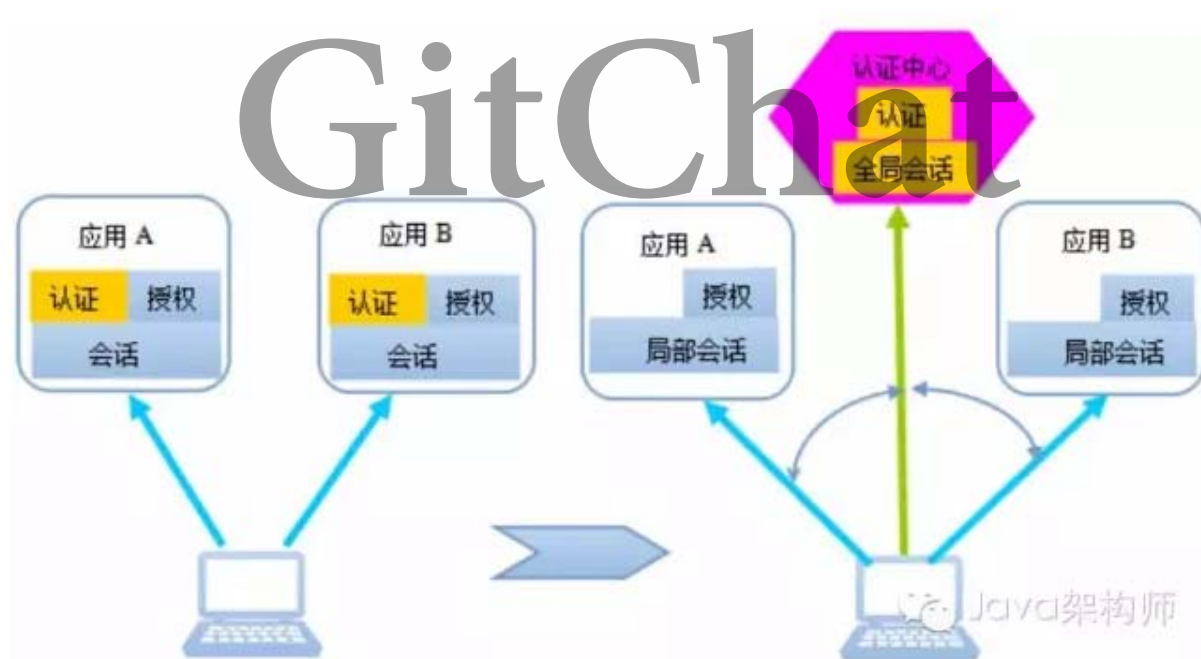 GitChat
认证中心
认证
全局会话
应用 A
认证 授权
会话
应用 B
认证 授权
会话
应用 A
授权
局部会话
应用 B
授权
局部会话
Java架构师